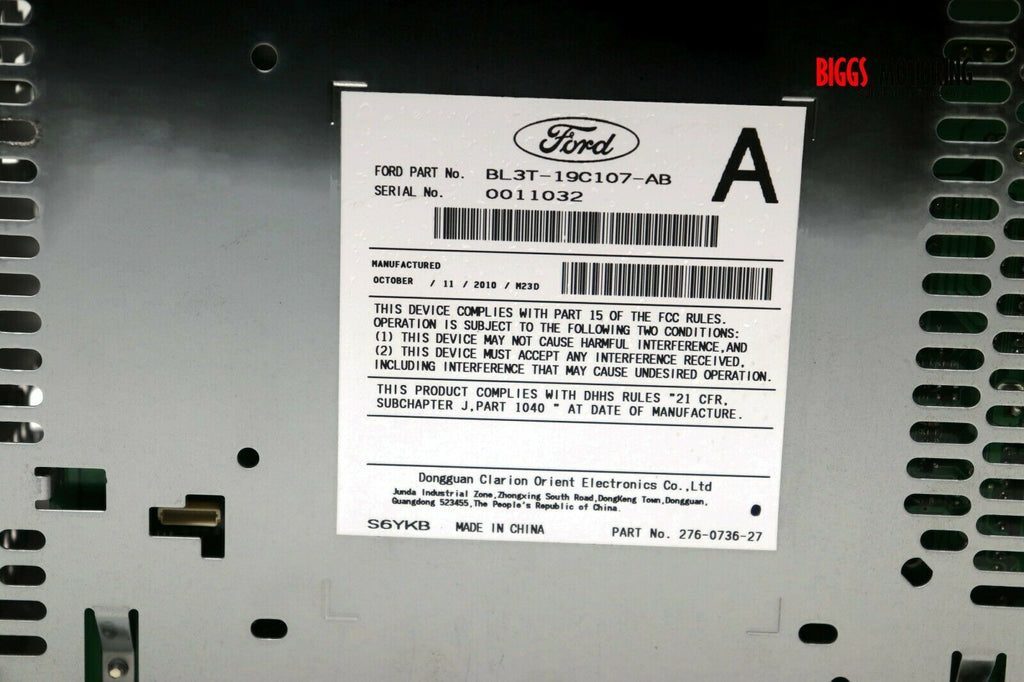 BIGGS MOTORING
Ford
A
FORD PART No. BL3T-19C107-AB
SERIAL No. 0011032
MANUFACTURED
OCTOBER / 11 / 2010 / M23D
THIS DEVICE COMPLIES WITH PART 15 OF THE FCC RULES.
OPERATION IS SUBJECT TO THE FOLLOWING TWO CONDITIONS:
(1) THIS DEVICE MAY NOT CAUSE HARMFUL INTERFERENCE,AND
(2) THIS DEVICE MUST ACCEPT ANY INTERFERENCE RECEIVED,
INCLUDING INTERFERENCE THAT MAY CAUSE UNDESIRED OPERATION.
THIS PRODUCT COMPLIES WITH DHHS RULES "21 CFR,
SUBCHAPTER J,PART 1040 " AT DATE OF MANUFACTURE.
Dongguan Clarion Orient Electronics Co.,Ltd
Junda Industrial Zone,Zhongxing South Road,DongKeng Town,Dongguan,
Guangdong 523455,The People's Republic of China.
S6YKB MADE IN CHINA PART No. 276-0736-27